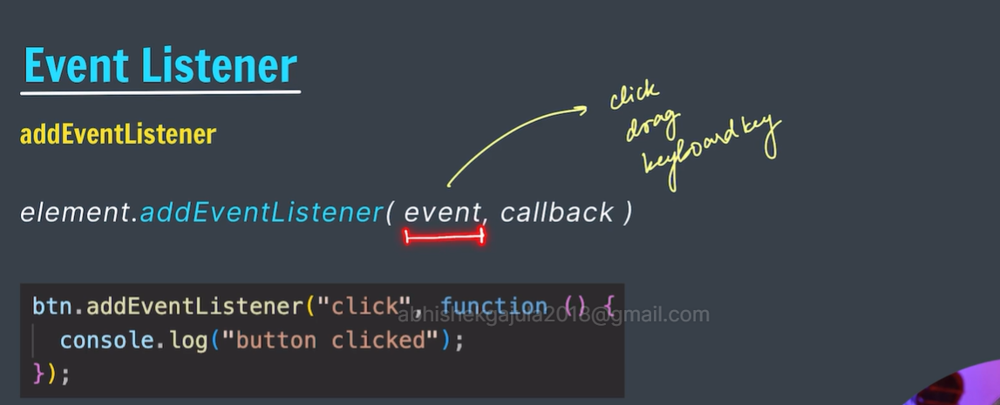 Event Listener
click
drag
keyboard key
addEventListener
element.addEventListener( event, callback )
btn.addEventListener("click", function () {
abhishekgajula2018@gmail.com
console.log("button clicked");
});